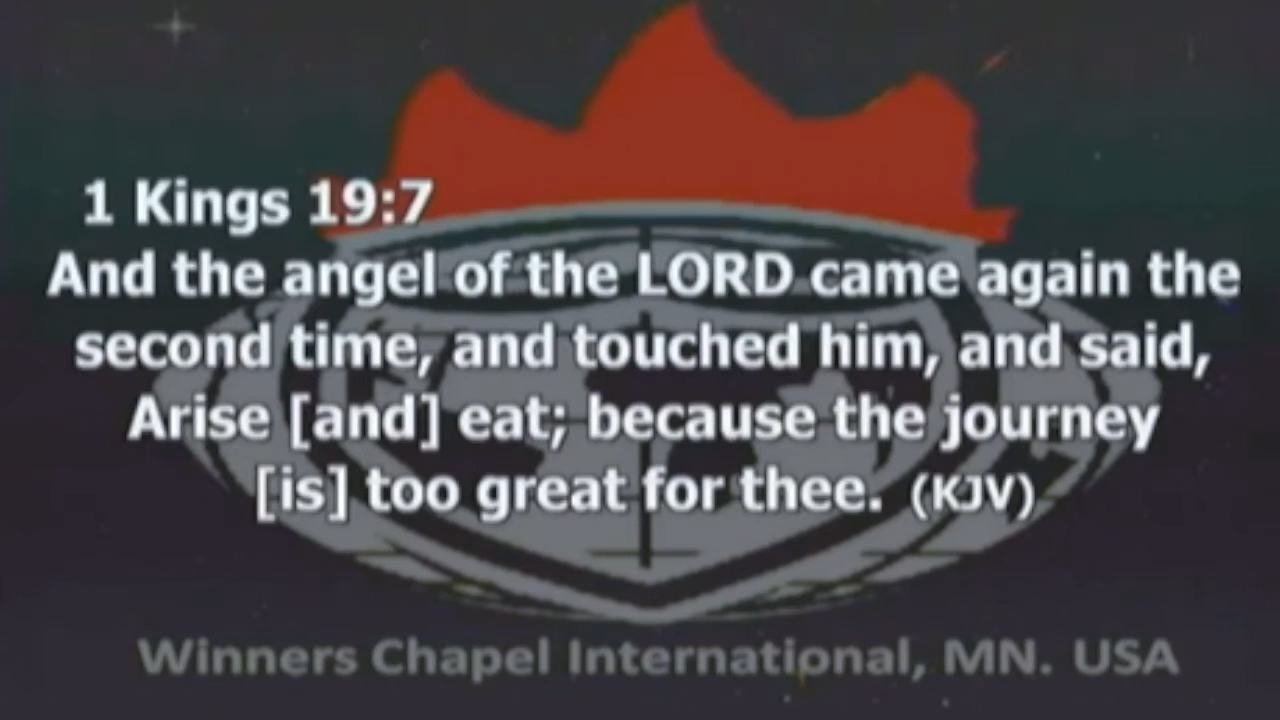 1 Kings 19:7
And the angel of the LORD came again the
second time, and touched him, and said,
Arise [and] eat; because the journey
[is] too great for thee. (KJV)
Winners Chapel International, MN. USA